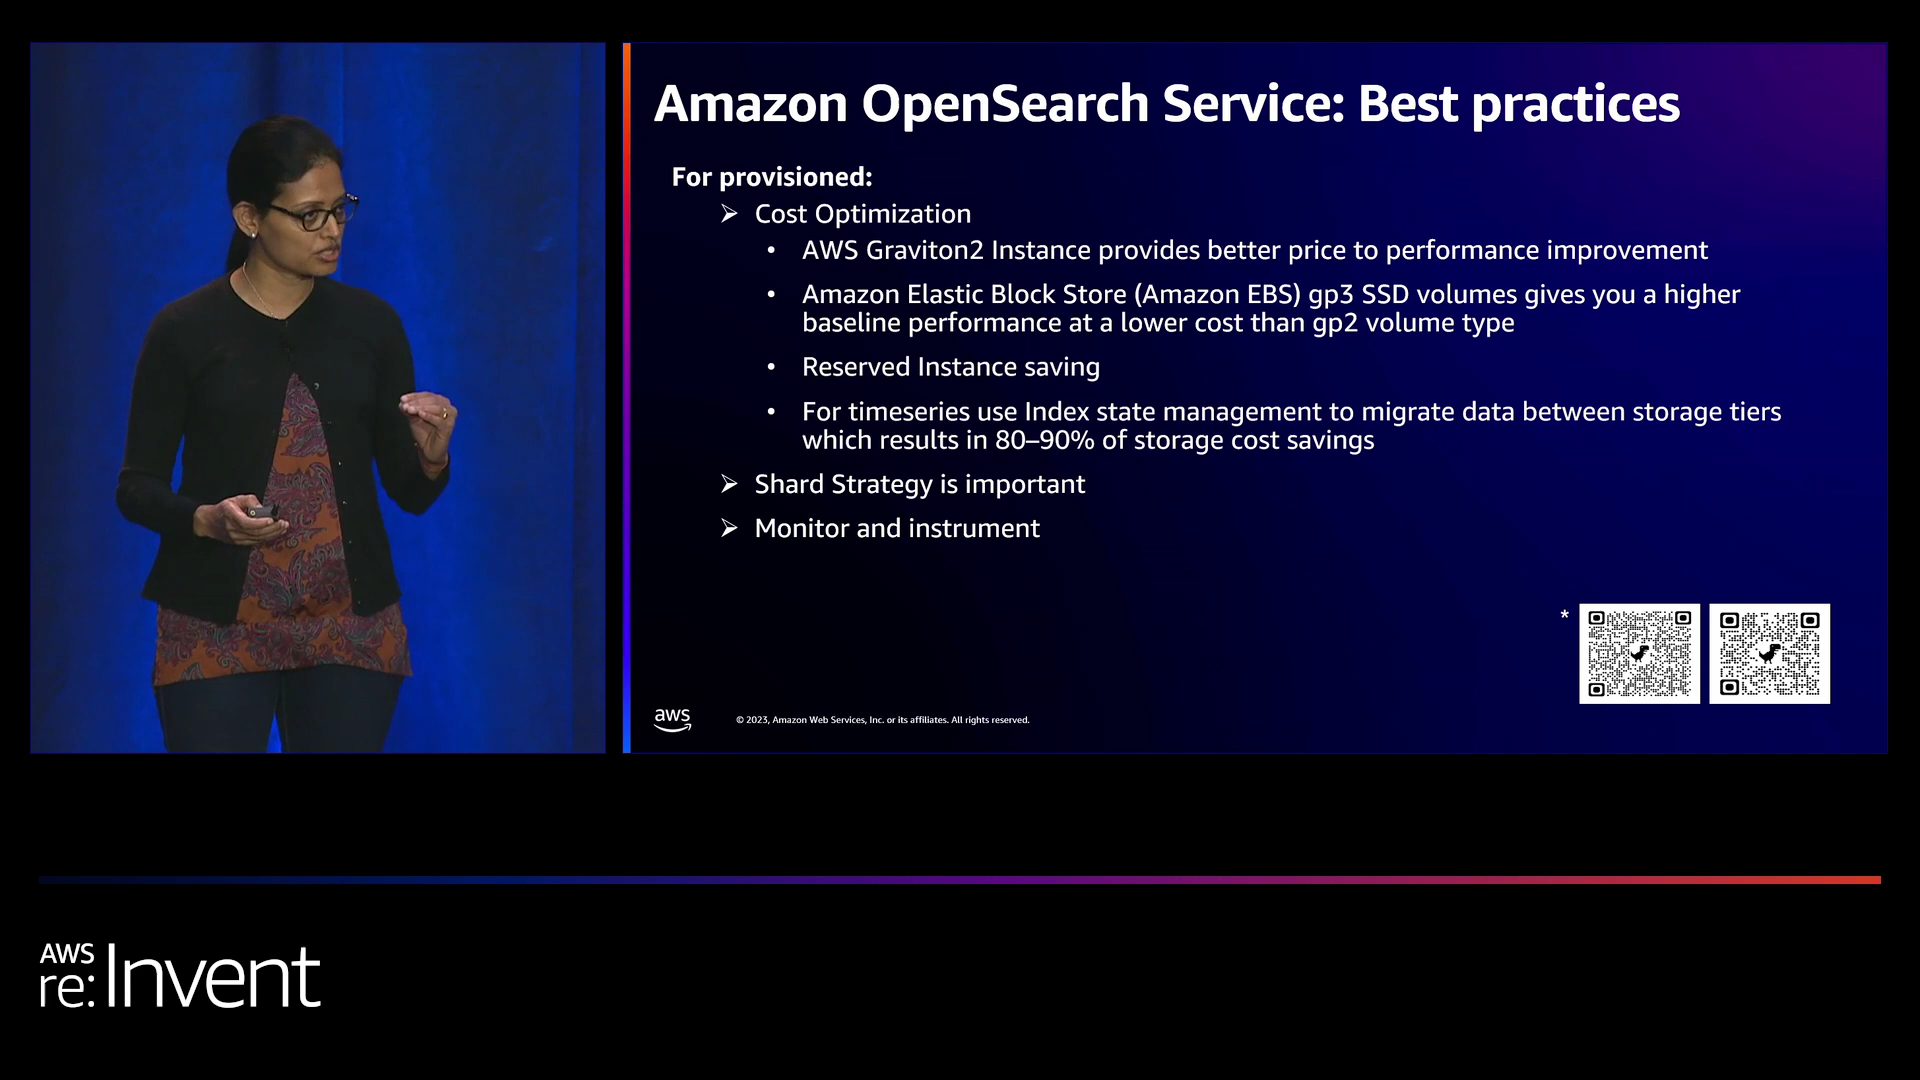 Amazon OpenSearch Service: Best practices
For provisioned:
➢ Cost Optimization
• AWS Graviton2 Instance provides better price to performance improvement
• Amazon Elastic Block Store (Amazon EBS) gp3 SSD volumes gives you a higher
baseline performance at a lower cost than gp2 volume type
• Reserved Instance saving
• For timeseries use Index state management to migrate data between storage tiers
which results in 80–90% of storage cost savings
➢ Shard Strategy is important
➢ Monitor and instrument
*
aws
© 2023, Amazon Web Services, Inc. or its affiliates. All rights reserved.
AWS
re:Invent